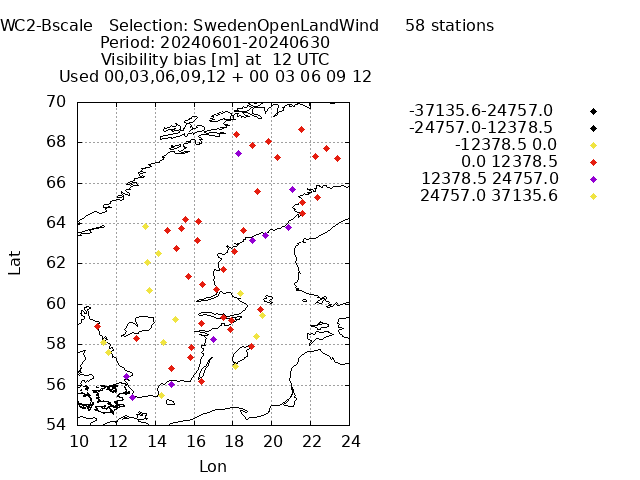 WC2-Bscale Selection: SwedenOpenLandWind 58 stations
Period: 20240601-20240630
Visibility bias [m] at 12 UTC
Used 00,03,06,09,12 + 00 03 06 09 12
-37135.6-24757.0
-24757.0-12378.5
-12378.5 0.0
0.0 12378.5
12378.5 24757.0
24757.0 37135.6
70
68
66
64
62
60
58
56
54
Lat
10 12 14 16 18 20 22 24
Lon